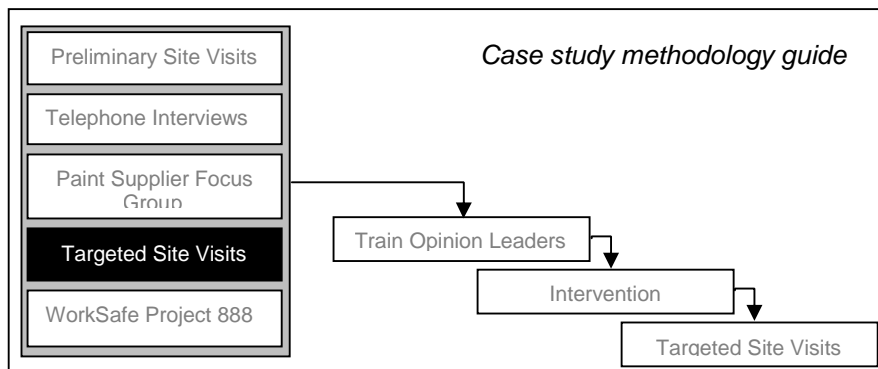 Case study methodology guide
Preliminary Site Visits
Telephone Interviews
Paint Supplier Focus
Group
Targeted Site Visits
WorkSafe Project 888
Train Opinion Leaders
Intervention
Targeted Site Visits